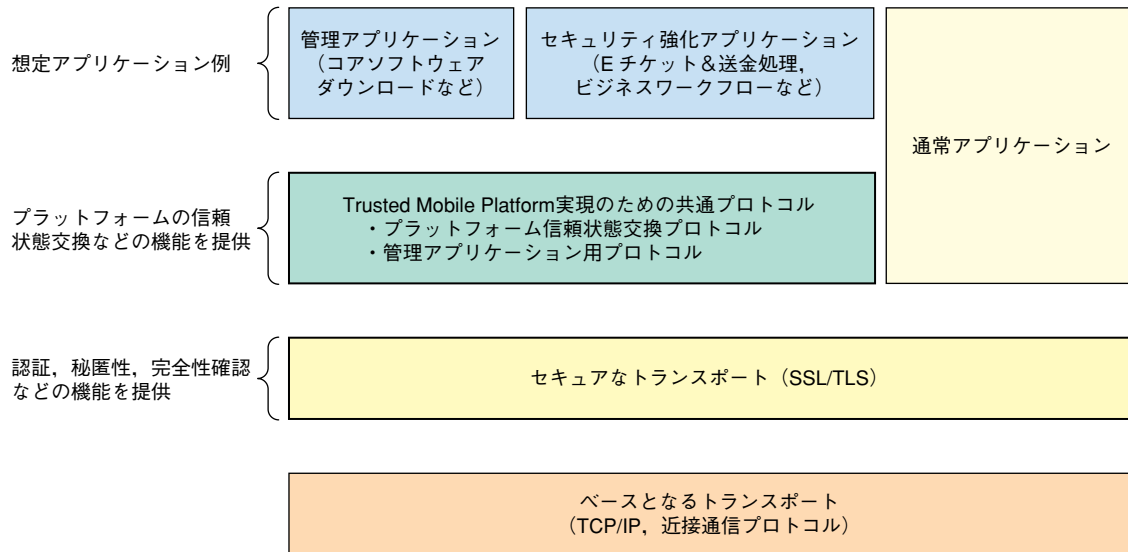 想定アプリケーション例
管理アプリケーション
（コアソフトウェア
ダウンロードなど）
セキュリティ強化アプリケーション
（E チケット＆送金処理，
ビジネスワークフローなど）
通常アプリケーション
プラットフォームの信頼
状態交換などの機能を提供
Trusted Mobile Platform実現のための共通プロトコル
・プラットフォーム信頼状態交換プロトコル
・管理アプリケーション用プロトコル
認証，秘匿性，完全性確認
などの機能を提供
セキュアなトランスポート（SSL/TLS）
ベースとなるトランスポート
（TCP/IP，近接通信プロトコル）